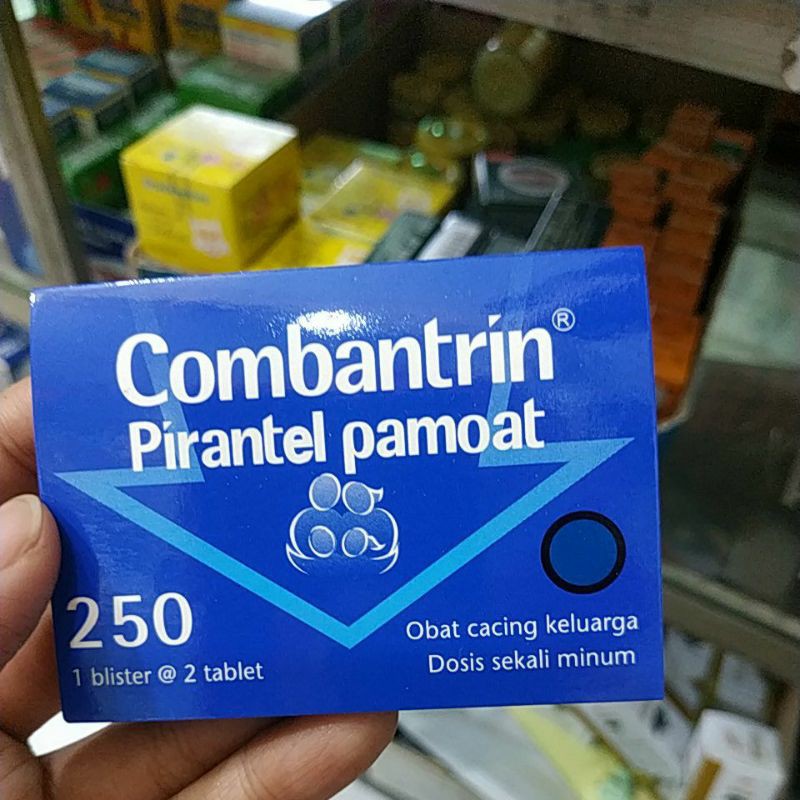 Combantrin®
Pirantel pamoat
250
1 blister @ 2 tablet
Obat cacing keluarga
Dosis sekali minum